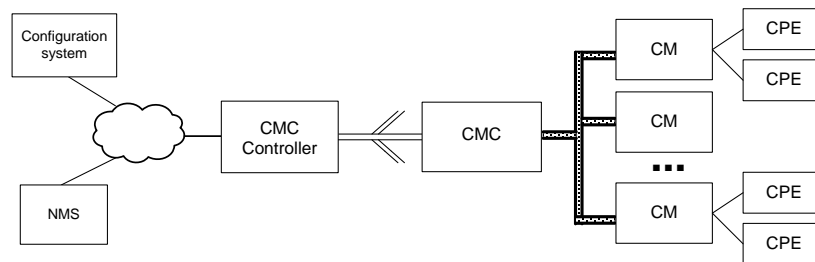 Configuration
system
NMS
CMC
Controller
CMC
CM
CM
...
CM
CPE
CPE
CPE
CPE